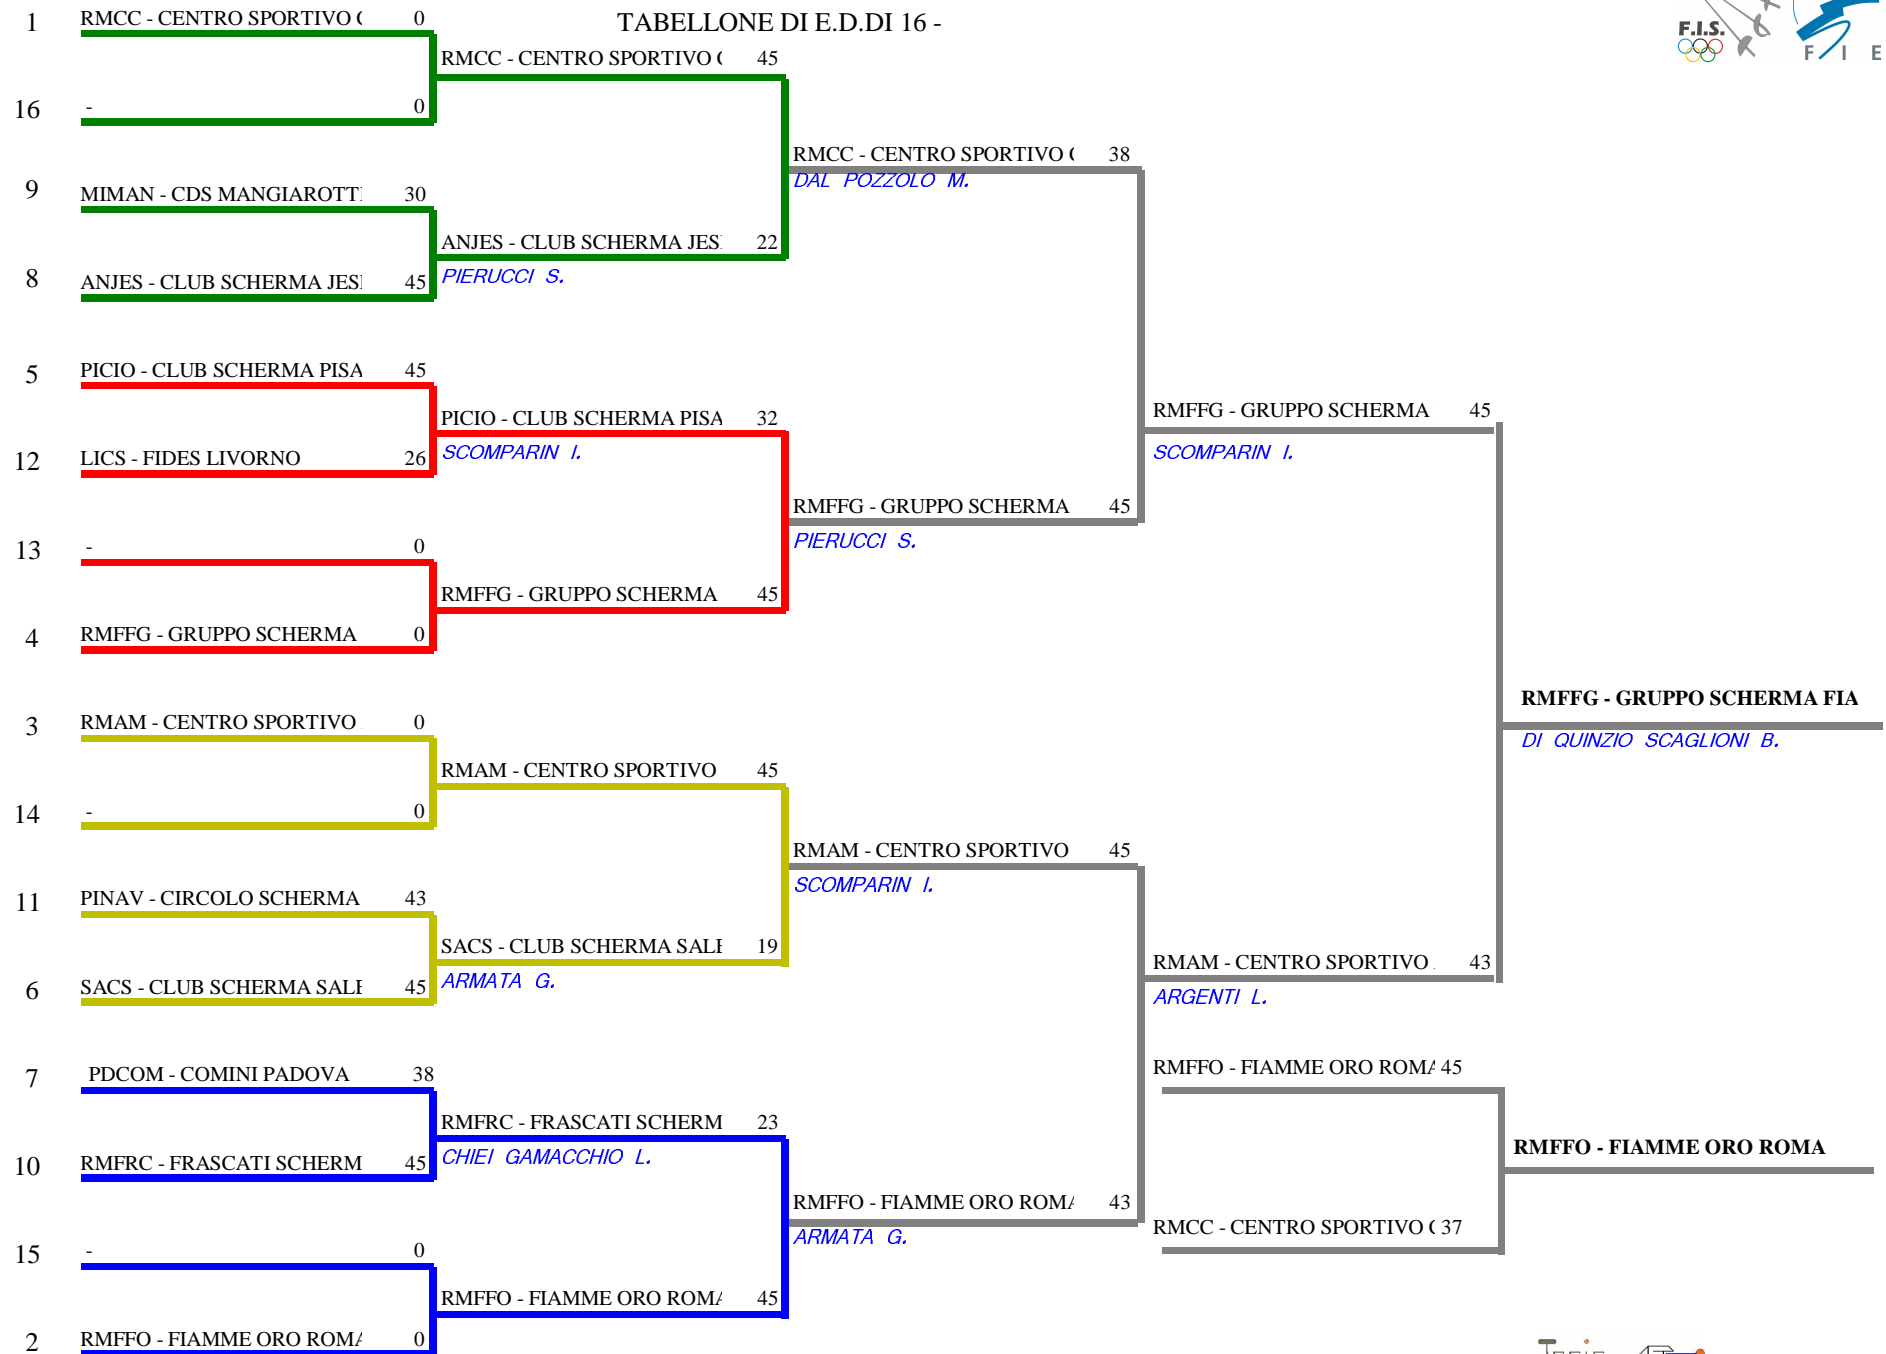 TABELLONE DI E.D.DI 16 -
F.I.S.
F I E
1 RMCC - CENTRO SPORTIVO 0
RMCC - CENTRO SPORTIVO 45
16 - 0
RMCC - CENTRO SPORTIVO 38
DAL POZZOLO M.
9 MIMAN - CDS MANGIAROTT 30
ANJES - CLUB SCHERMA JES 22
PIERUCCI S.
8 ANJES - CLUB SCHERMA JES 45
5 PICIO - CLUB SCHERMA PISA 45
PICIO - CLUB SCHERMA PISA 32
SCOMPARIN I.
RMFFG - GRUPPO SCHERMA 45
SCOMPARIN I.
12 LICS - FIDES LIVORNO 26
RMFFG - GRUPPO SCHERMA 45
PIERUCCI S.
13 - 0
RMFFG - GRUPPO SCHERMA 45
4 RMFFG - GRUPPO SCHERMA 0
RMFFG - GRUPPO SCHERMA FIA
DI QUINZIO SCAGLIONI B.
3 RMAM - CENTRO SPORTIVO 0
RMAM - CENTRO SPORTIVO 45
14 - 0
RMAM - CENTRO SPORTIVO 45
SCOMPARIN I.
11 PINAV - CIRCOLO SCHERMA 43
SACS - CLUB SCHERMA SALE 19
ARMATA G.
RMAM - CENTRO SPORTIVO 43
ARGENTI L.
6 SACS - CLUB SCHERMA SALE 45
7 PDCOM - COMINI PADOVA 38
RMFFO - FIAMME ORO ROMA 45
RMFRC - FRASCATI SCHERM 23
CHIEI GAMACCHIO L.
RMFFO - FIAMME ORO ROMA
10 RMFRC - FRASCATI SCHERM 45
RMFFO - FIAMME ORO ROMA 43
ARMATA G.
RMCC - CENTRO SPORTIVO 37
15 - 0
RMFFO - FIAMME ORO ROMA 45
2 RMFFO - FIAMME ORO ROMA 0